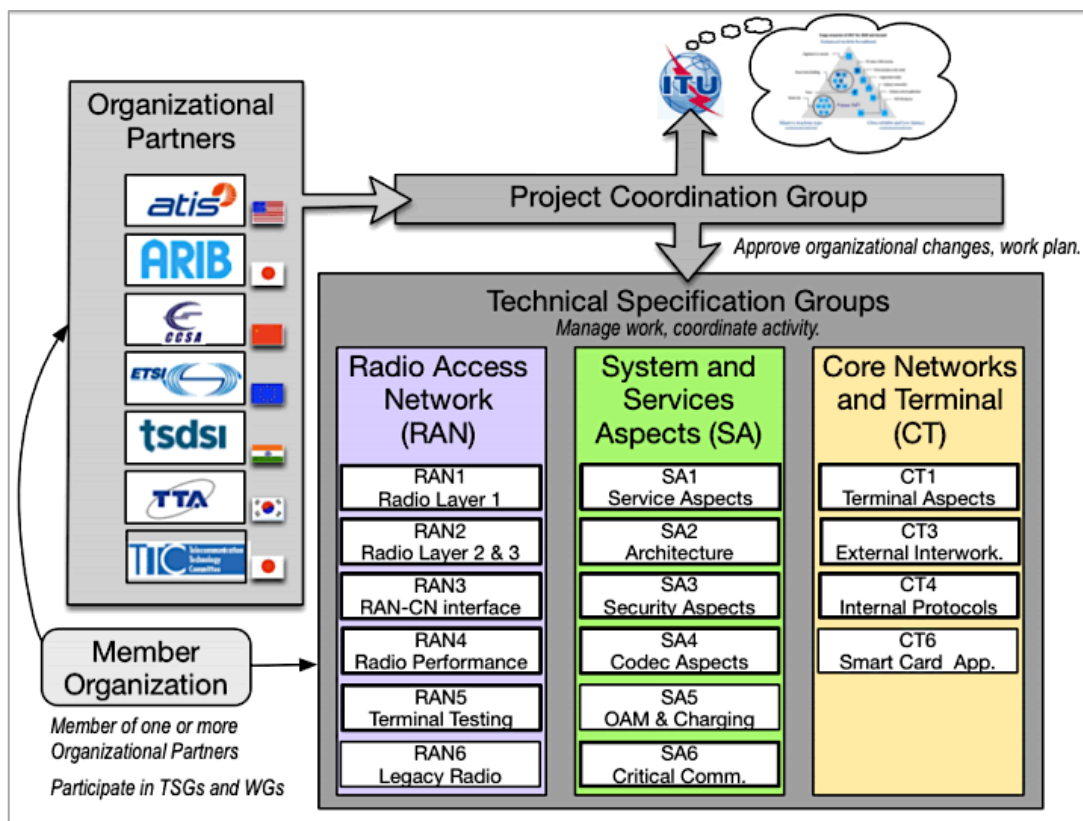 Organizational
Partners
atis
ARIB
CCSA
ETSI
tsdsi
TTA
TTC Telecommunication
Technology
Committee
Member
Organization
Member of one or more
Organizational Partners
Participate in TSGs and WGs
ITU
Project Coordination Group
Approve organizational changes, work plan.
Technical Specification Groups
Manage work, coordinate activity.
Radio Access
Network
(RAN)
RAN1
Radio Layer 1
RAN2
Radio Layer 2 & 3
RAN3
RAN-CN interface
RAN4
Radio Performance
RAN5
Terminal Testing
RAN6
Legacy Radio
System and
Services
Aspects (SA)
SA1
Service Aspects
SA2
Architecture
SA3
Security Aspects
SA4
Codec Aspects
SA5
OAM & Charging
SA6
Critical Comm.
Core Networks
and Terminal
(CT)
CT1
Terminal Aspects
CT3
External Interwork.
CT4
Internal Protocols
CT6
Smart Card App.